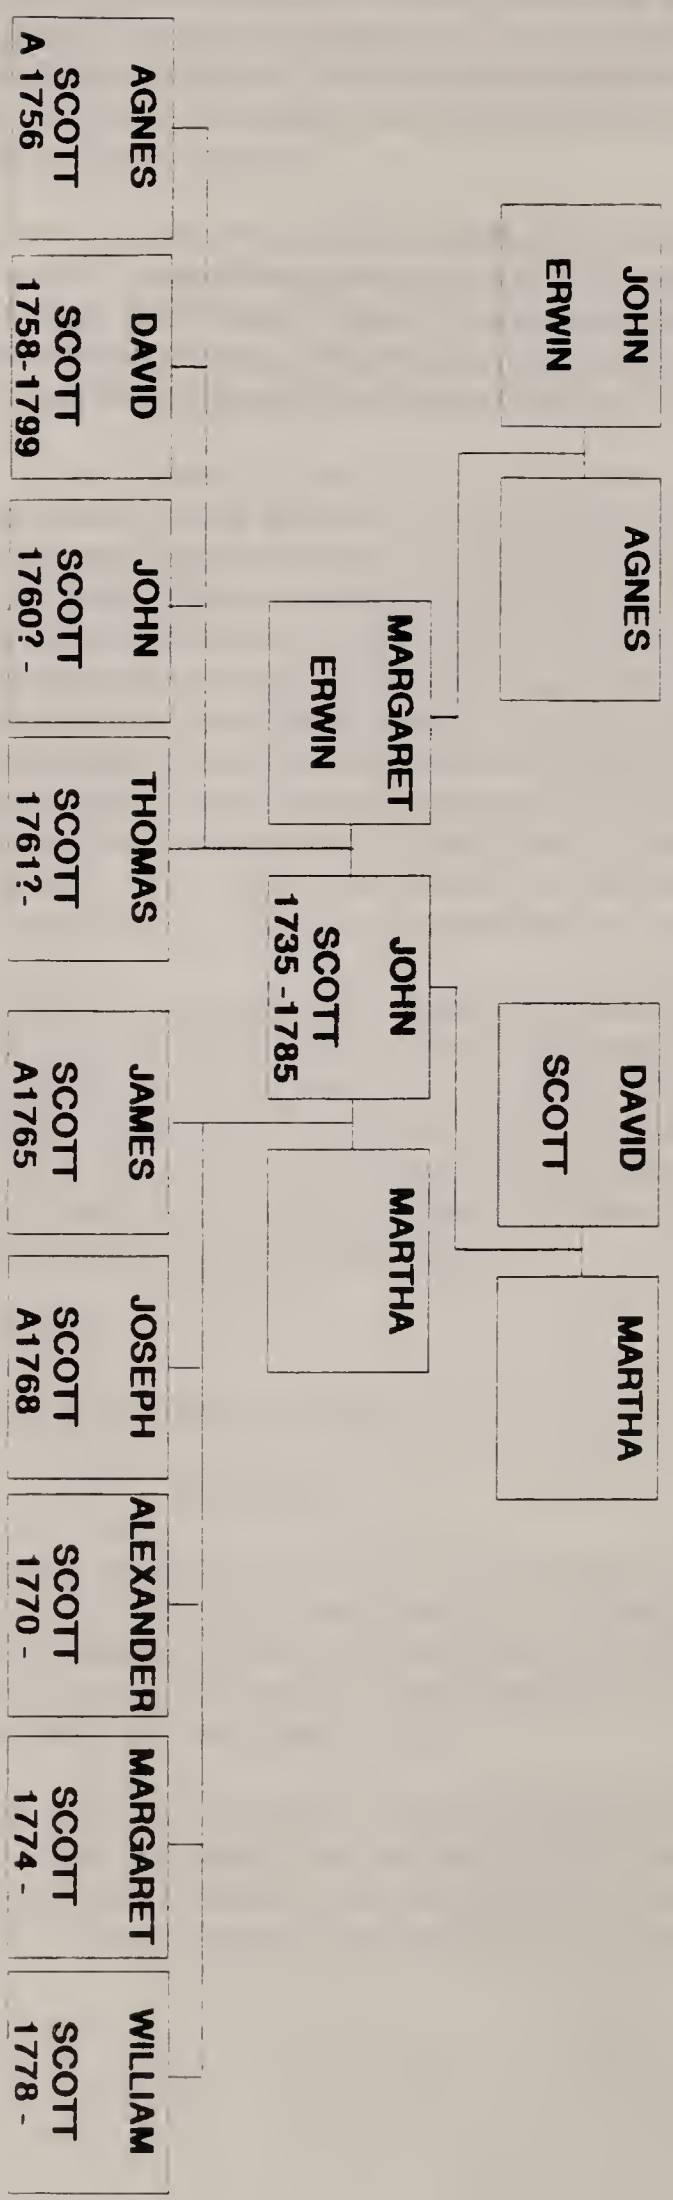 JOHN
ERWIN
AGNES
DAVID
SCOTT
MARTHA
MARGARET
ERWIN
JOHN
SCOTT
1735 -1785
MARTHA
AGNES
SCOTT
A 1756
DAVID
SCOTT
1758-1799
JOHN
SCOTT
1760? -
THOMAS
SCOTT
1761?-
JAMES
SCOTT
A1765
JOSEPH
SCOTT
A1768
ALEXANDER
SCOTT
1770 -
MARGARET
SCOTT
1774 -
WILLIAM
SCOTT
1778 -